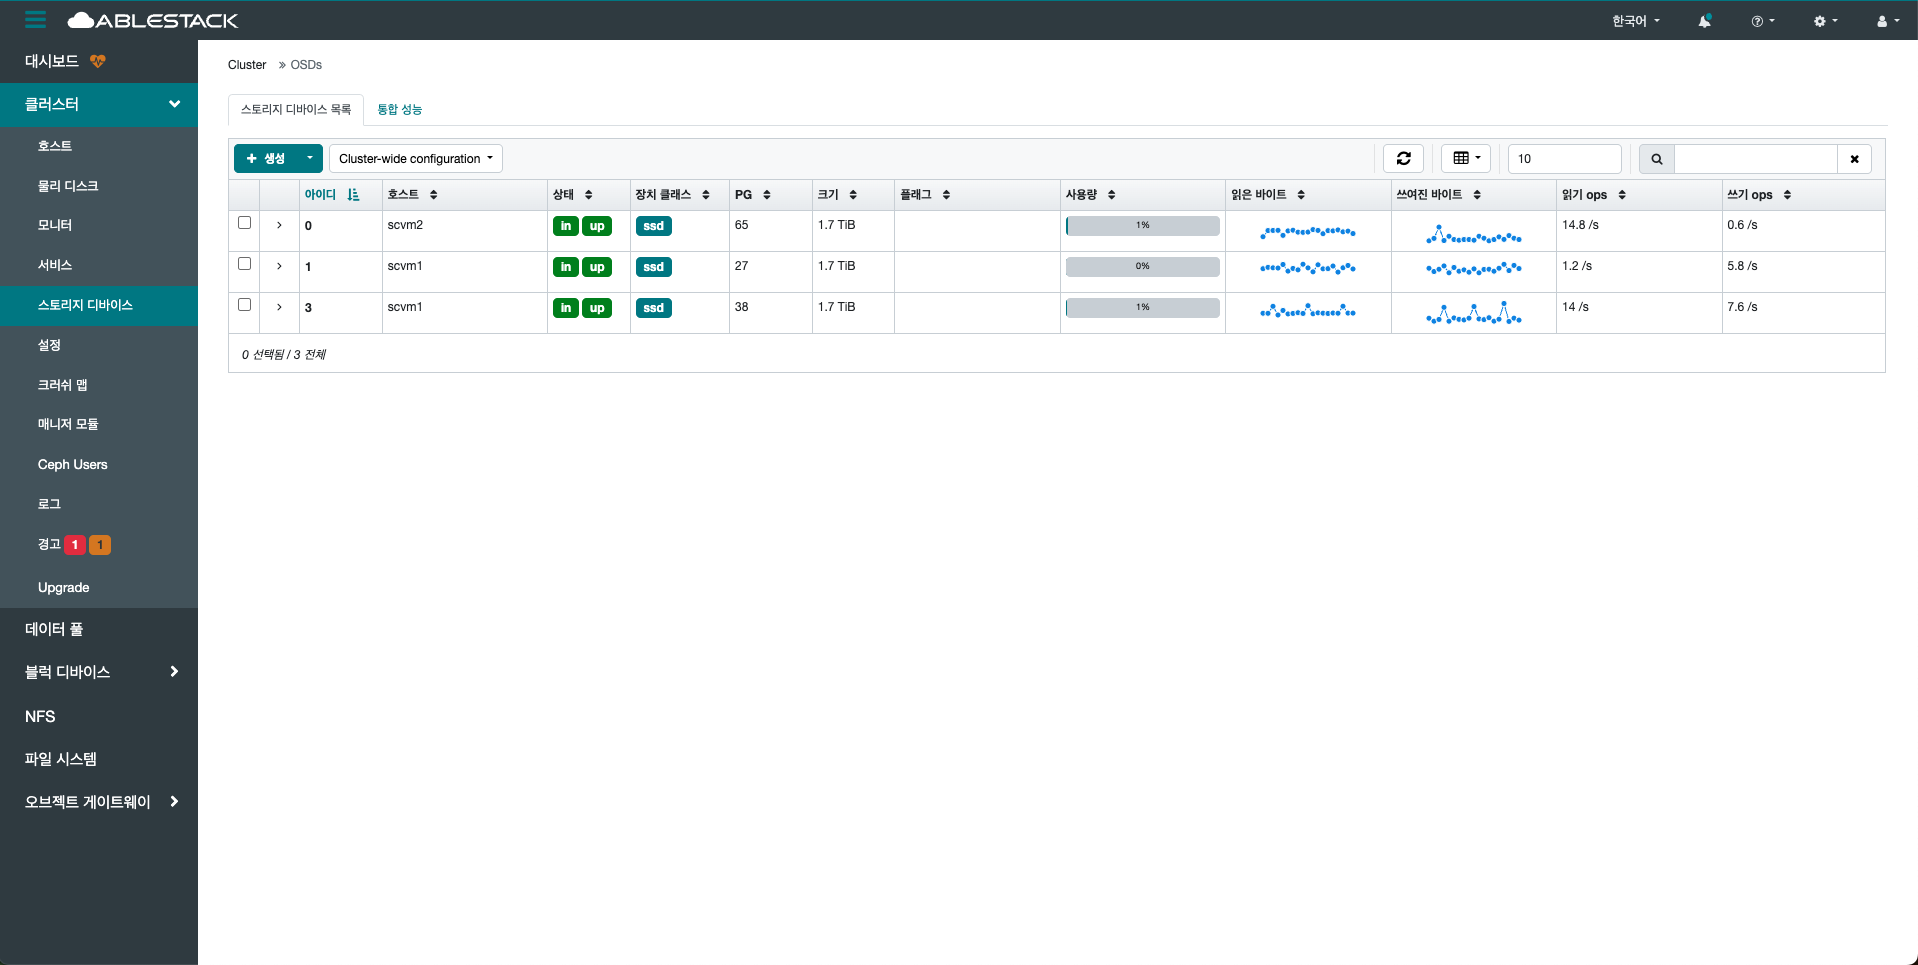 ABLESTACK
한국어
대시보드
클러스터
호스트
물리 디스크
모니터
서비스
스토리지 디바이스
설정
크러쉬 맵
매니저 모듈
Ceph Users
로그
경고 1 1
Upgrade
데이터 풀
블럭 디바이스
NFS
파일 시스템
오브젝트 게이트웨이
Cluster » OSDs
스토리지 디바이스 목록 통합 성능
+ 생성 Cluster-wide configuration 10
아이디 호스트 상태 장치 클래스 PG 크기 플래그 사용량 읽은 바이트 쓰여진 바이트 읽기 ops 쓰기 ops
0 scvm2 in up ssd 65 1.7 TiB 1% 14.8 /s 0.6 /s
1 scvm1 in up ssd 27 1.7 TiB 0% 1.2 /s 5.8 /s
3 scvm1 in up ssd 38 1.7 TiB 1% 14 /s 7.6 /s
0 선택됨 / 3 전체